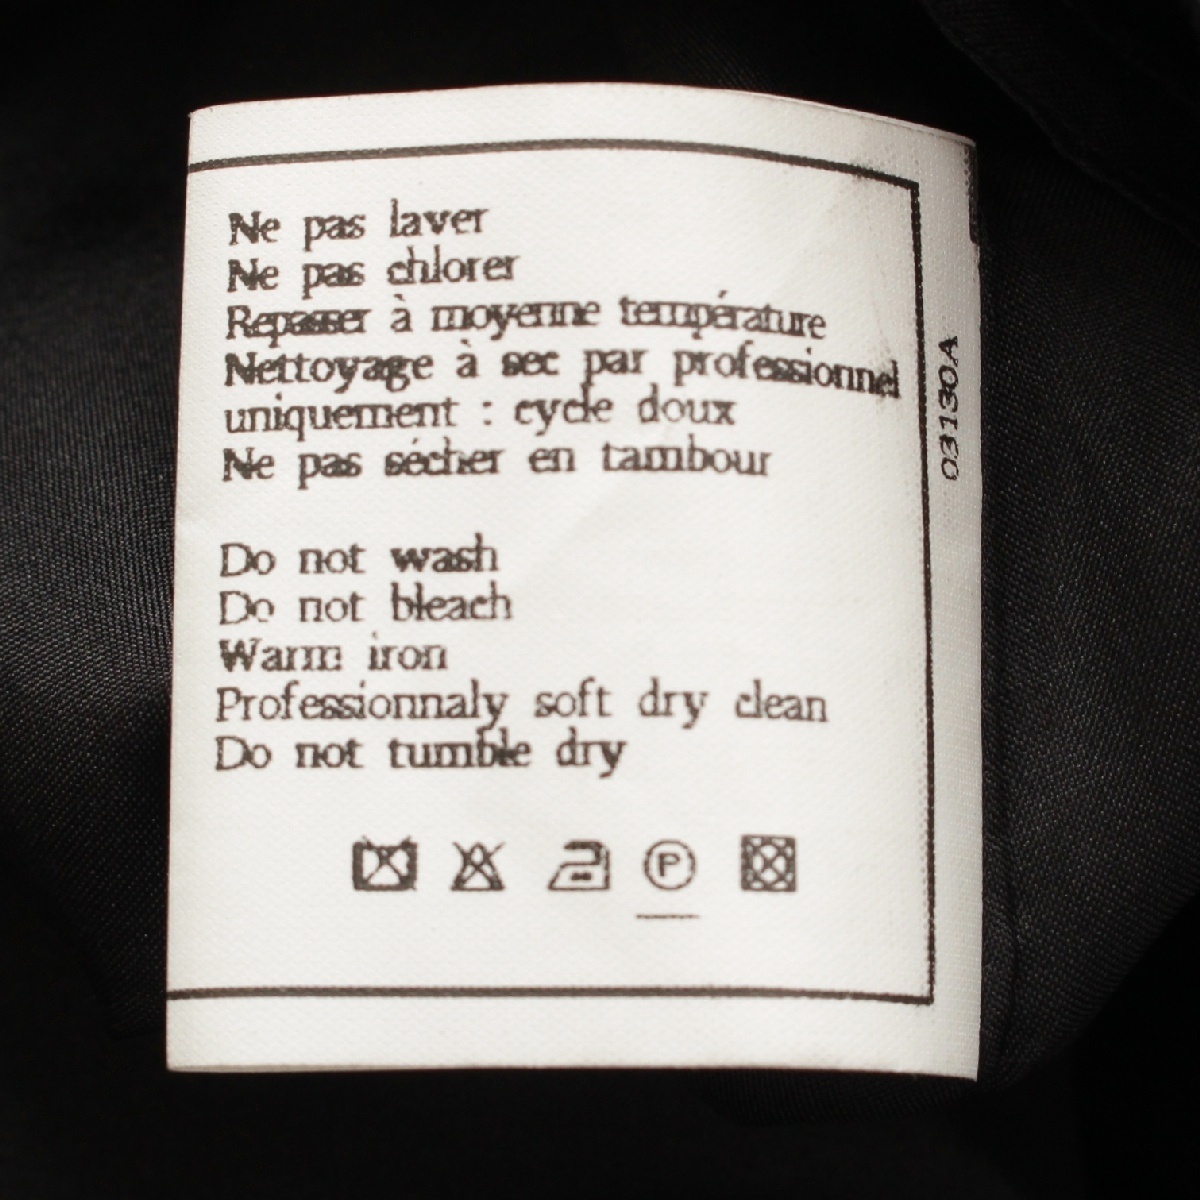 Ne pas laver
Ne pas chlorer
Repasser à moyenne température
Nettoyage à sec par professionnel
uniquement : cycle doux
Ne pas sécher en tambour
Do not wash
Do not bleach
Warm iron
Professionnaly soft dry clean
Do not tumble dry
P
03130A